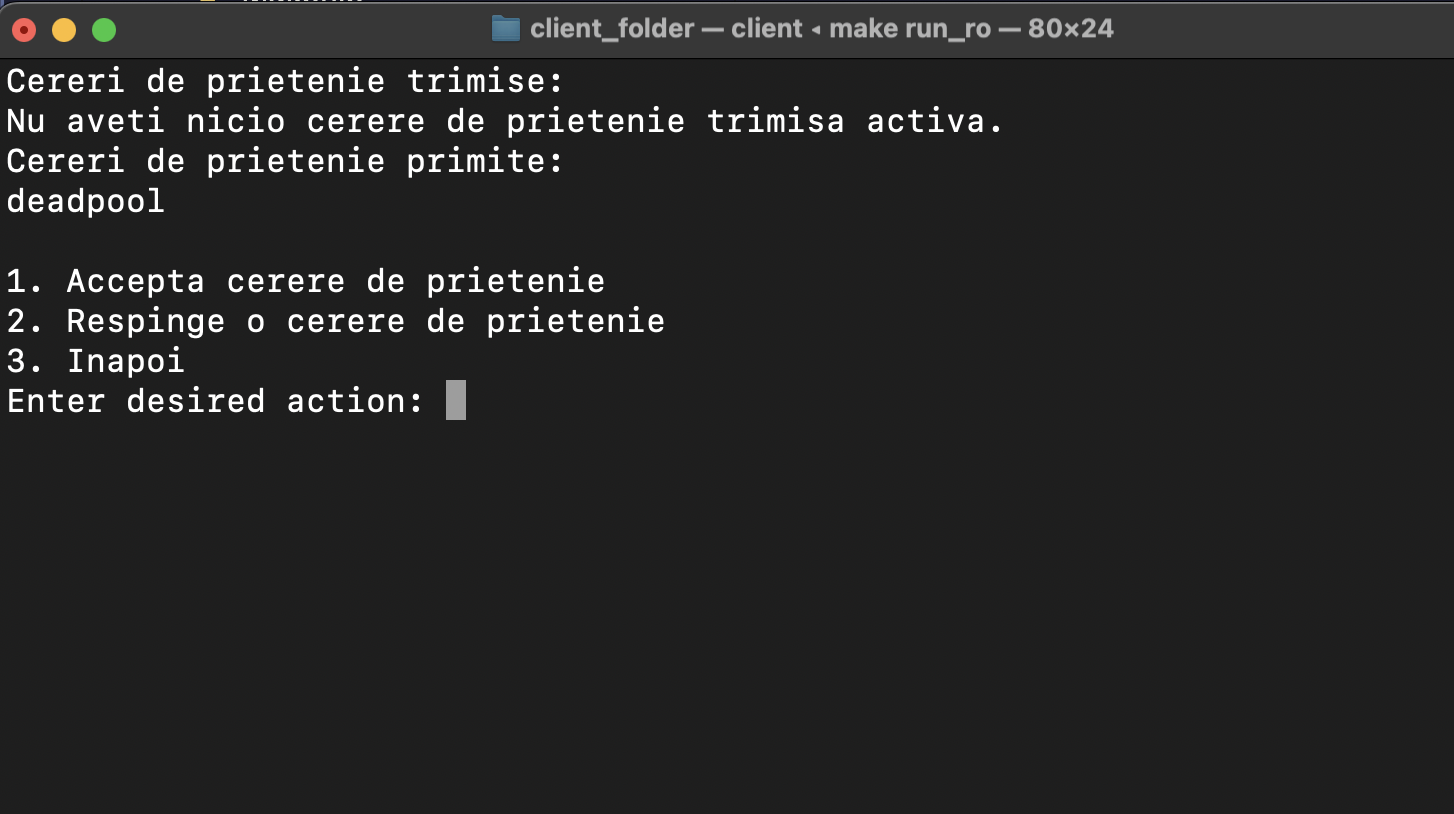 client_folder — client ◂ make run_ro — 80×24
Cereri de prietenie trimise:
Nu aveti nicio cerere de prietenie trimisa activa.
Cereri de prietenie primite:
deadpool
1. Accepta cerere de prietenie
2. Respinge o cerere de prietenie
3. Inapoi
Enter desired action: